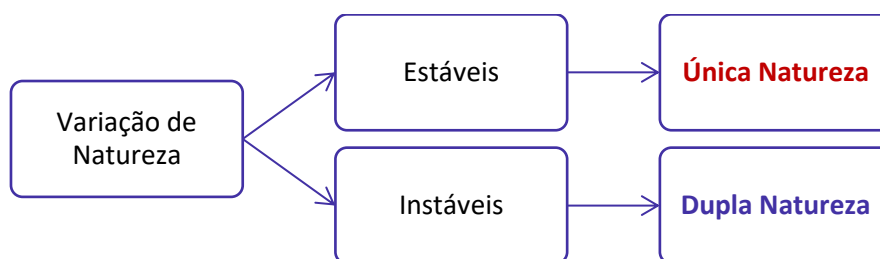 Variação de
Natureza
Estáveis
Única Natureza
Instáveis
Dupla Natureza